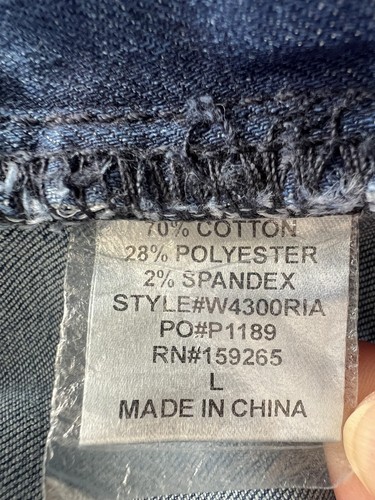 70% COTTON
28% POLYESTER
2% SPANDEX
STYLE#W4300RIA
PO#P1189
RN#159265
L
MADE IN CHINA